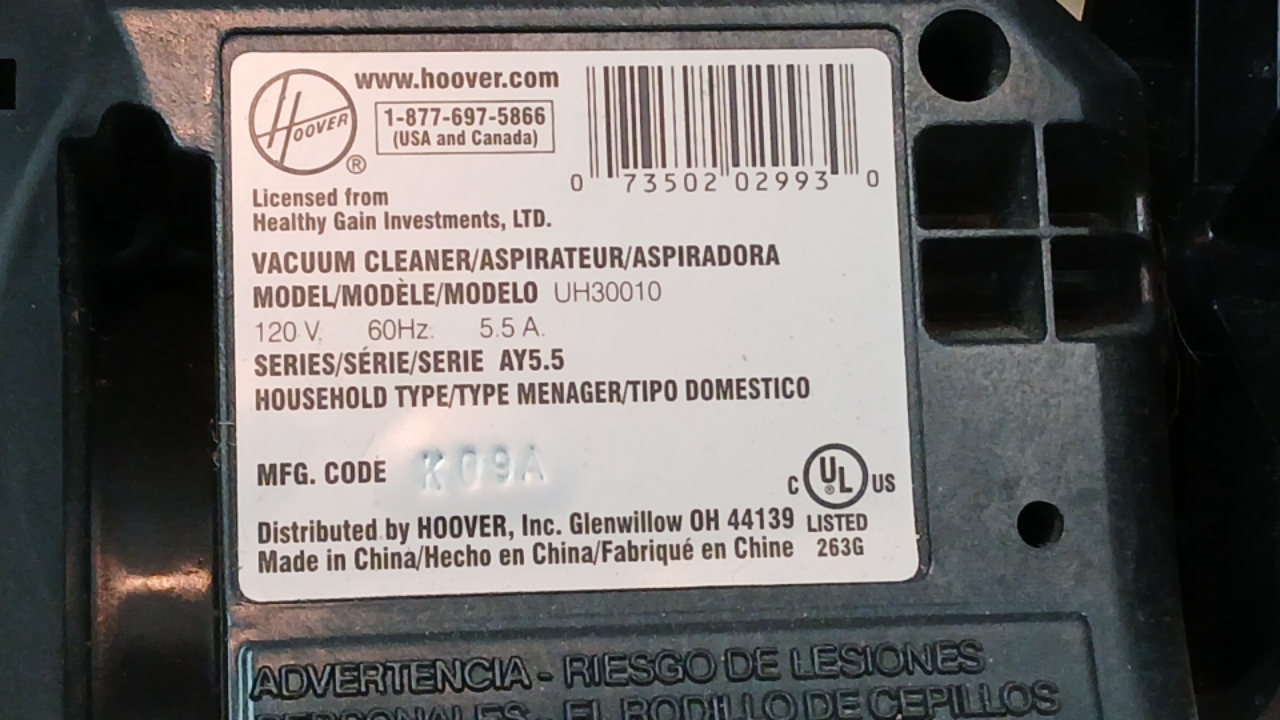 HOOVER ®
www.hoover.com
1-877-697-5866
(USA and Canada)
0 73502 02993 0
Licensed from
Healthy Gain Investments, LTD.
VACUUM CLEANER/ASPIRATEUR/ASPIRADORA
MODEL/MODÈLE/MODELO UH30010
120 V. 60Hz. 5.5 A.
SERIES/SÉRIE/SERIE AY5.5
HOUSEHOLD TYPE/TYPE MENAGER/TIPO DOMESTICO
MFG. CODE K09A
C UL ® US
LISTED
263G
Distributed by HOOVER, Inc. Glenwillow OH 44139
Made in China/Hecho en China/Fabriqué en Chine
ADVERTENCIA - RIESGO DE LESIONES
PERSONALES - EL RODILLO DE CEPILLOS